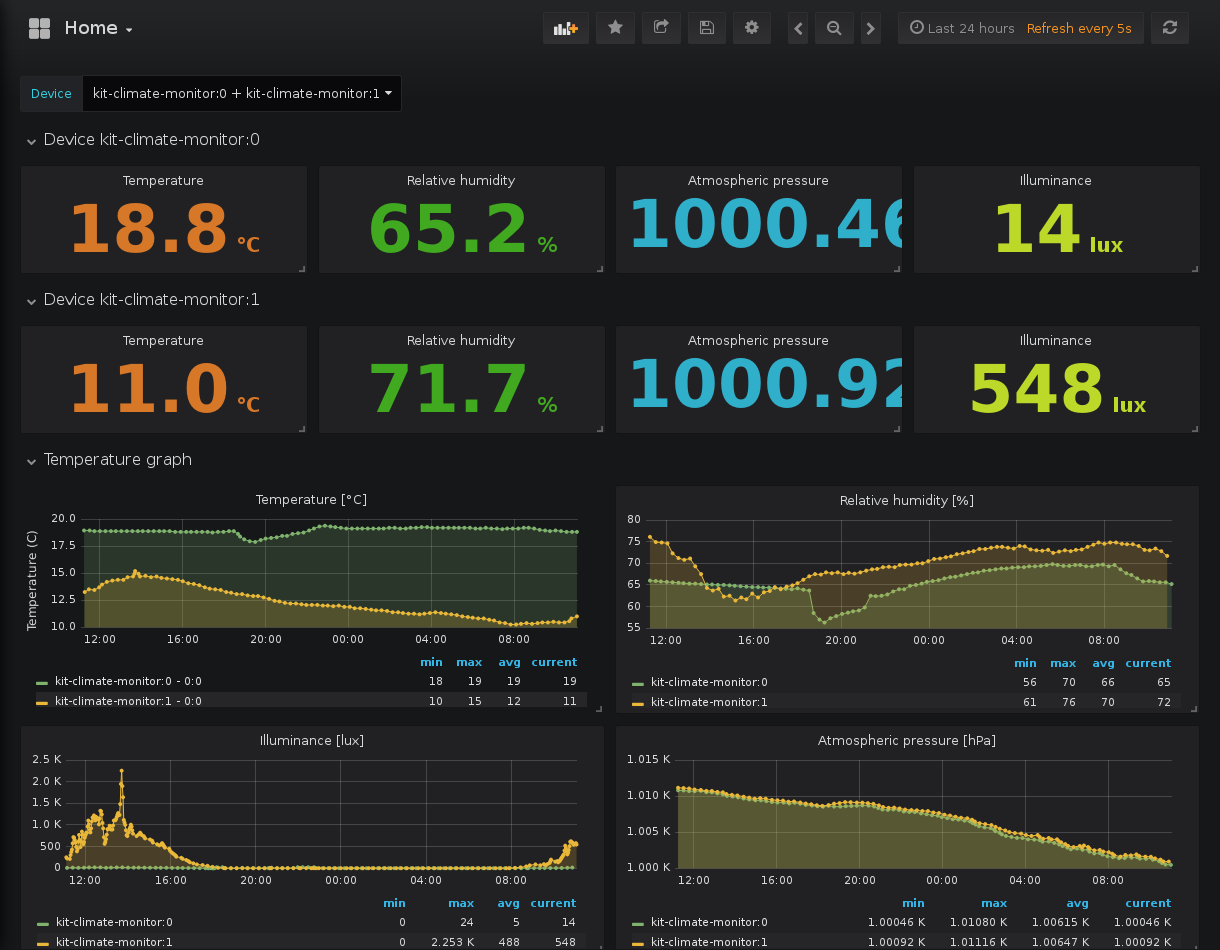 Home
Last 24 hours Refresh every 5s
Device kit-climate-monitor:0 + kit-climate-monitor:1
Device kit-climate-monitor:0
Temperature Relative humidity Atmospheric pressure Illuminance
18.8 °C 65.2 % 1000.46 14 lux
Device kit-climate-monitor:1
Temperature Relative humidity Atmospheric pressure Illuminance
11.0 °C 71.7 % 1000.92 548 lux
Temperature graph
Temperature [°C]
Temperature (C)
20.0
17.5
15.0
12.5
10.0
12:00 16:00 20:00 00:00 04:00 08:00
min max avg current
kit-climate-monitor:0 - 0:0 18 19 19 19
kit-climate-monitor:1 - 0:0 10 15 12 11
Relative humidity [%]
80
75
70
65
60
55
12:00 16:00 20:00 00:00 04:00 08:00
min max avg current
kit-climate-monitor:0 56 70 66 65
kit-climate-monitor:1 61 76 70 72
Illuminance [lux]
2.5 K
2.0 K
1.5 K
1.0 K
500
0
12:00 16:00 20:00 00:00 04:00 08:00
min max avg current
kit-climate-monitor:0 0 24 5 14
kit-climate-monitor:1 0 2.253 K 488 548
Atmospheric pressure [hPa]
1.015 K
1.010 K
1.005 K
1.000 K
12:00 16:00 20:00 00:00 04:00 08:00
min max avg current
kit-climate-monitor:0 1.00046 K 1.01080 K 1.00615 K 1.00046 K
kit-climate-monitor:1 1.00092 K 1.01116 K 1.00647 K 1.00092 K